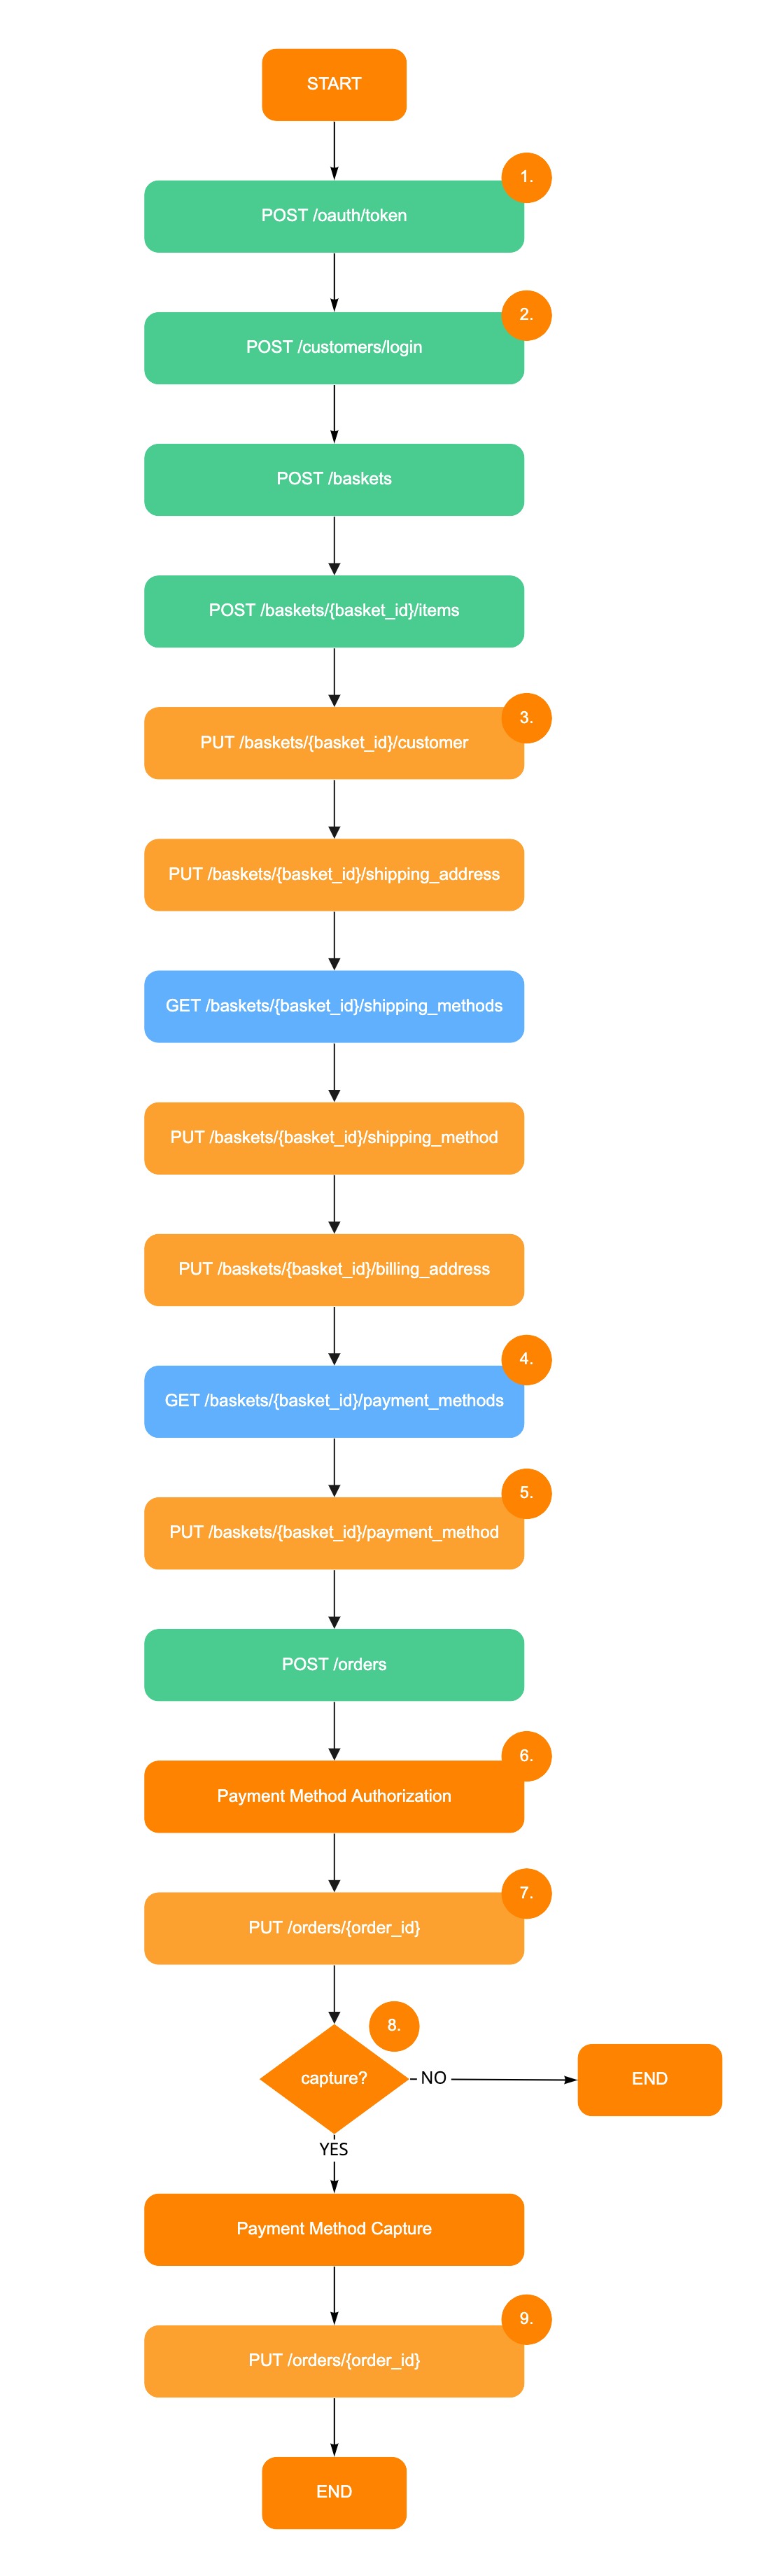 START
1.
POST /oauth/token
2.
POST /customers/login
POST /baskets
POST /baskets/{basket_id}/items
3.
PUT /baskets/{basket_id}/customer
PUT /baskets/{basket_id}/shipping_address
GET /baskets/{basket_id}/shipping_methods
PUT /baskets/{basket_id}/shipping_method
PUT /baskets/{basket_id}/billing_address
4.
GET /baskets/{basket_id}/payment_methods
5.
PUT /baskets/{basket_id}/payment_method
POST /orders
6.
Payment Method Authorization
7.
PUT /orders/{order_id}
8.
capture?
NO
END
YES
Payment Method Capture
9.
PUT /orders/{order_id}
END